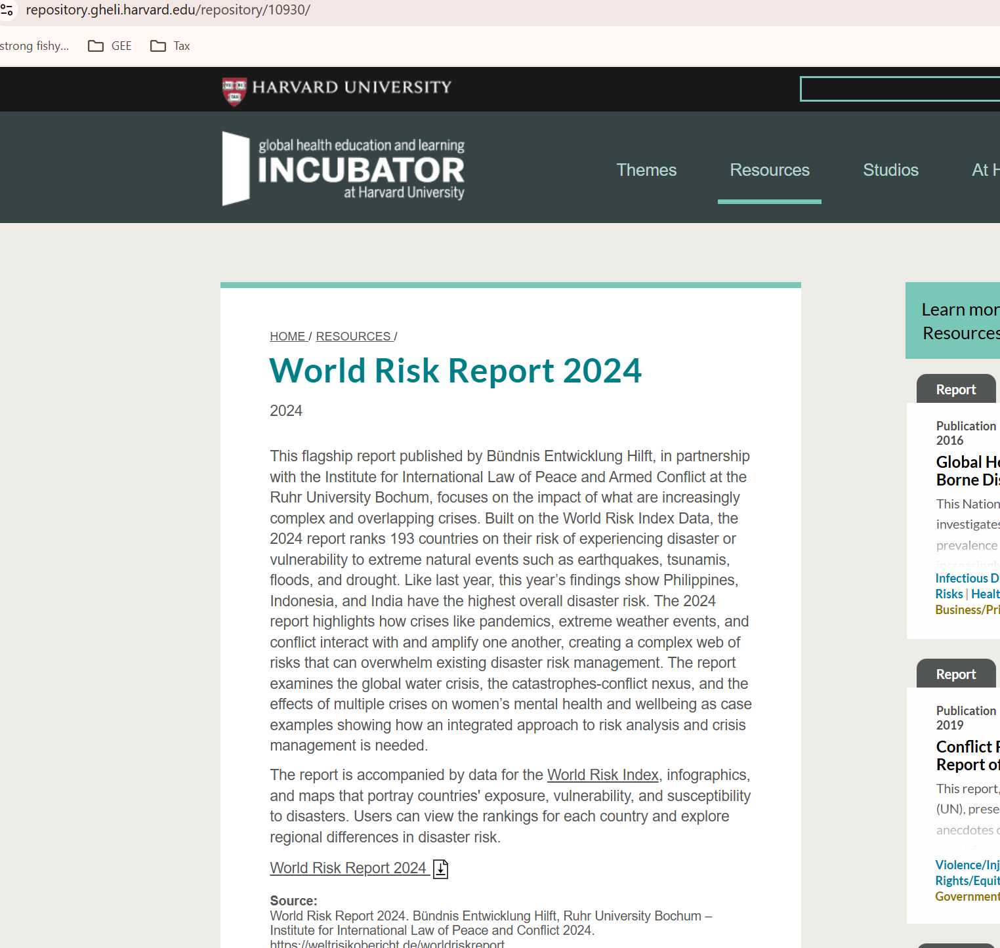 repository.gheli.harvard.edu/repository/10930/
strong fishy...
GEE
Tax
HARVARD UNIVERSITY
global health education and learning
INCUBATOR
at Harvard University
Themes
Resources
Studios
At H
HOME / RESOURCES /
World Risk Report 2024
2024
This flagship report published by Bündnis Entwicklung Hilft, in partnership
with the Institute for International Law of Peace and Armed Conflict at the
Ruhr University Bochum, focuses on the impact of what are increasingly
complex and overlapping crises. Built on the World Risk Index Data, the
2024 report ranks 193 countries on their risk of experiencing disaster or
vulnerability to extreme natural events such as earthquakes, tsunamis,
floods, and drought. Like last year, this year’s findings show Philippines,
Indonesia, and India have the highest overall disaster risk. The 2024
report highlights how crises like pandemics, extreme weather events, and
conflict interact with and amplify one another, creating a complex web of
risks that can overwhelm existing disaster risk management. The report
examines the global water crisis, the catastrophes-conflict nexus, and the
effects of multiple crises on women’s mental health and wellbeing as case
examples showing how an integrated approach to risk analysis and crisis
management is needed.
The report is accompanied by data for the World Risk Index, infographics,
and maps that portray countries' exposure, vulnerability, and susceptibility
to disasters. Users can view the rankings for each country and explore
regional differences in disaster risk.
World Risk Report 2024
Source:
World Risk Report 2024. Bündnis Entwicklung Hilft, Ruhr University Bochum –
Institute for International Law of Peace and Conflict 2024.
https://weltrisikobericht.de/worldriskreport
Learn mor
Resources
Report
Publication
2016
Global He
Borne Dis
This Nation
investigates
prevalence
increasingly
Infectious D
Risks | Healt
Business/Pri
Report
Publication
2019
Conflict R
Report of
This report,
(UN), prese
anecdotes c
Violence/Inj
Rights/Equit
Government